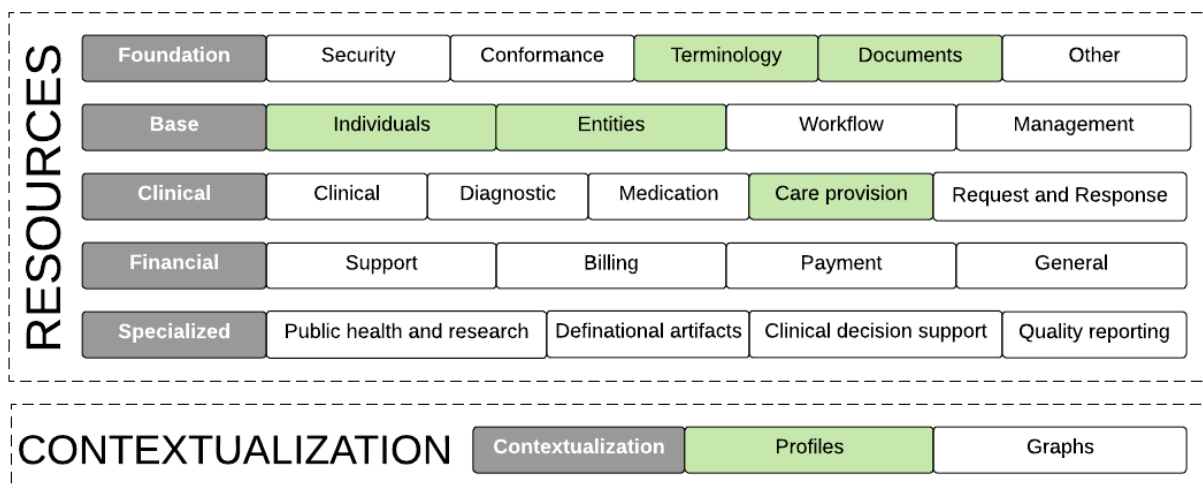 RESOURCES
Foundation Security Conformance Terminology Documents Other
Base Individuals Entities Workflow Management
Clinical Clinical Diagnostic Medication Care provision Request and Response
Financial Support Billing Payment General
Specialized Public health and research Definational artifacts Clinical decision support Quality reporting
CONTEXTUALIZATION Contextualization Profiles Graphs